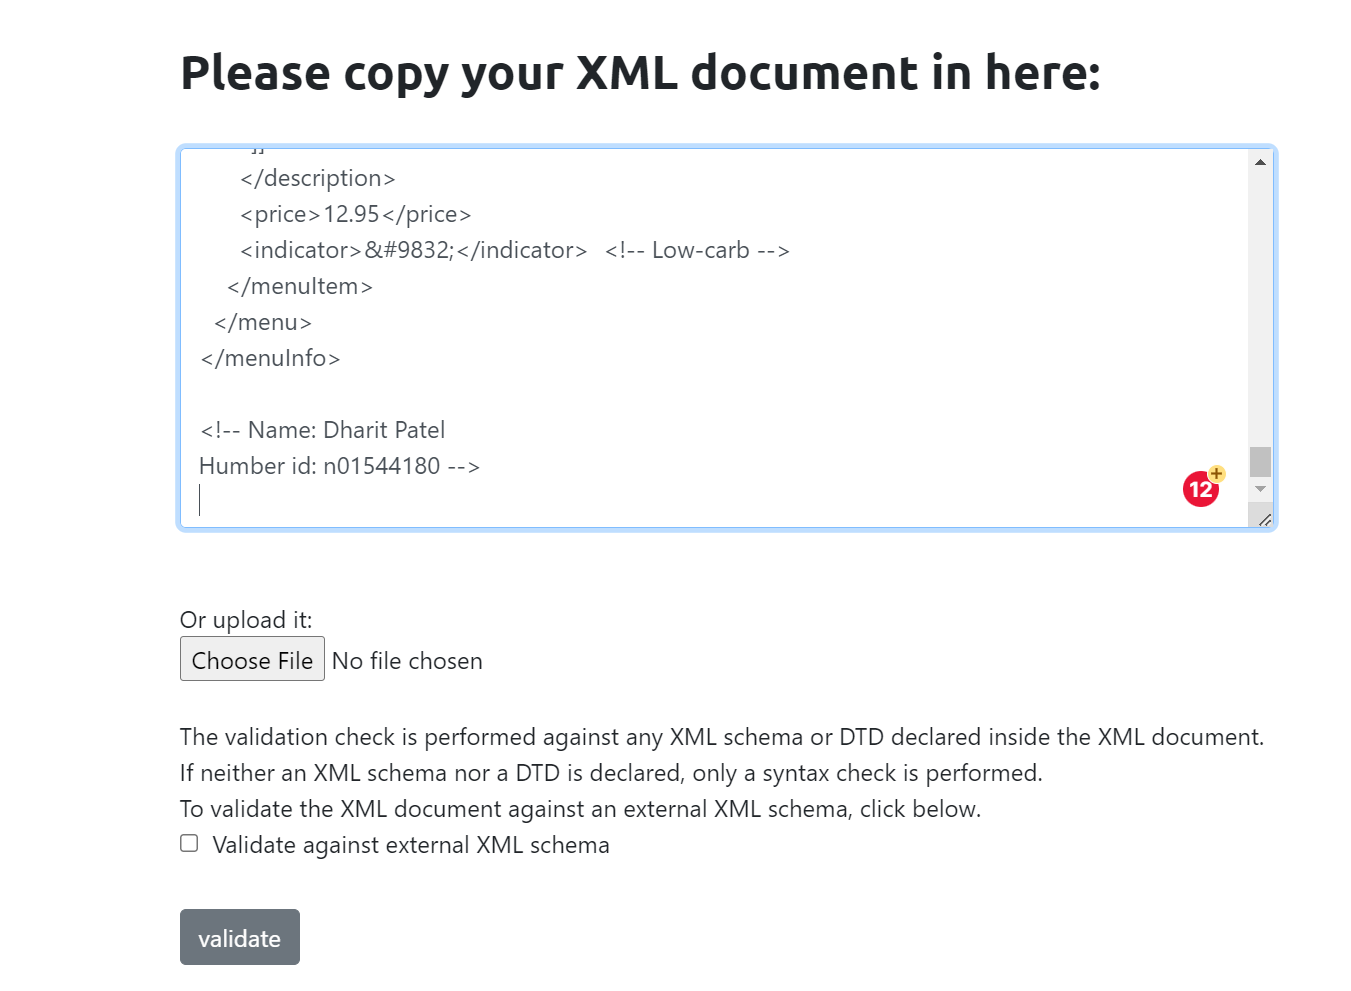 Please copy your XML document in here:
]]
</description>
<price>12.95</price>
<indicator>&#9832;</indicator> <!-- Low-carb -->
</menuItem>
</menu>
</menuInfo>
<!-- Name: Dharit Patel
Humber id: n01544180 -->
12
+
Or upload it:
Choose File No file chosen
The validation check is performed against any XML schema or DTD declared inside the XML document.
If neither an XML schema nor a DTD is declared, only a syntax check is performed.
To validate the XML document against an external XML schema, click below.
Validate against external XML schema
validate